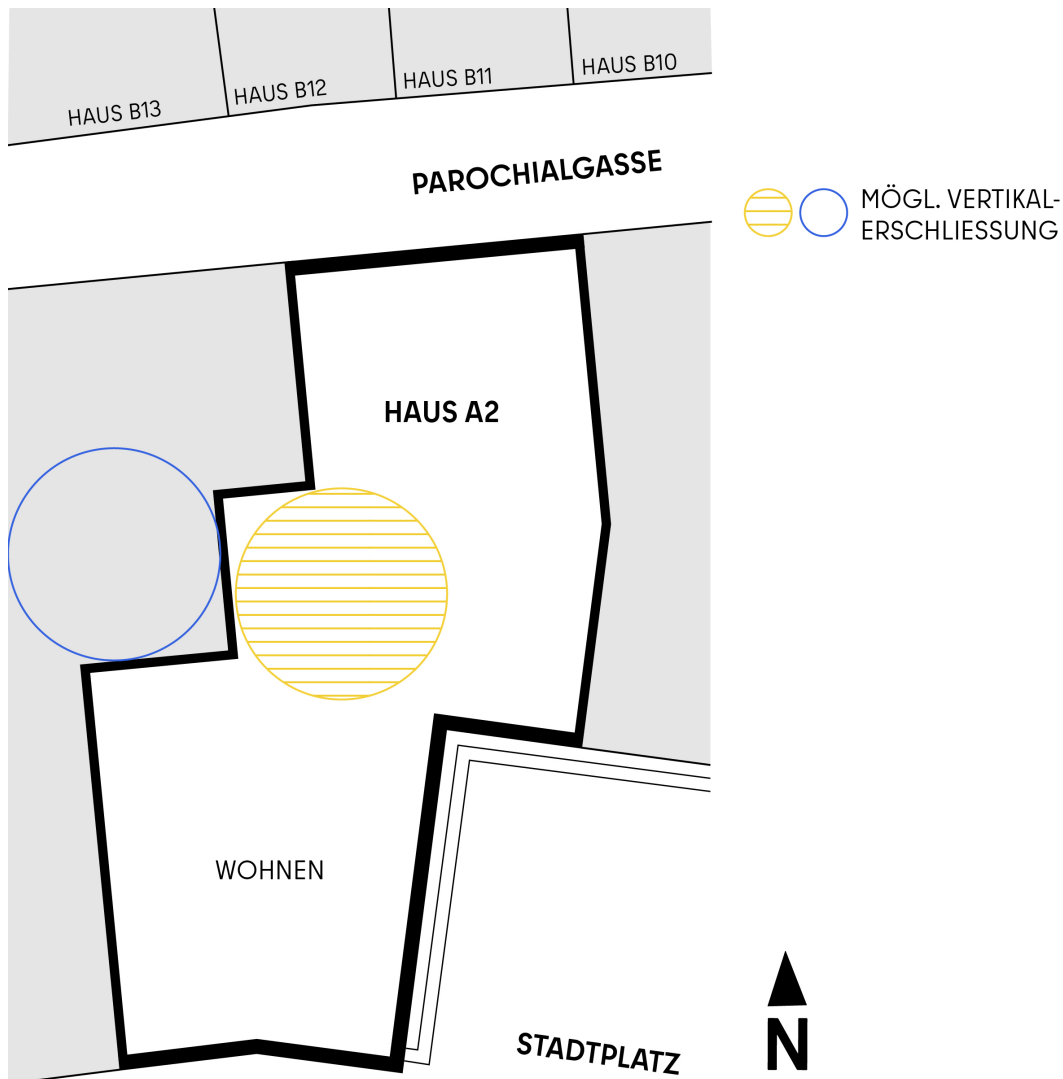 HAUS B13
HAUS B12
HAUS B11
HAUS B10
PAROCHIALGASSE
MÖGL. VERTIKAL-
ERSCHLIESSUNG
HAUS A2
WOHNEN
STADTPLATZ
N